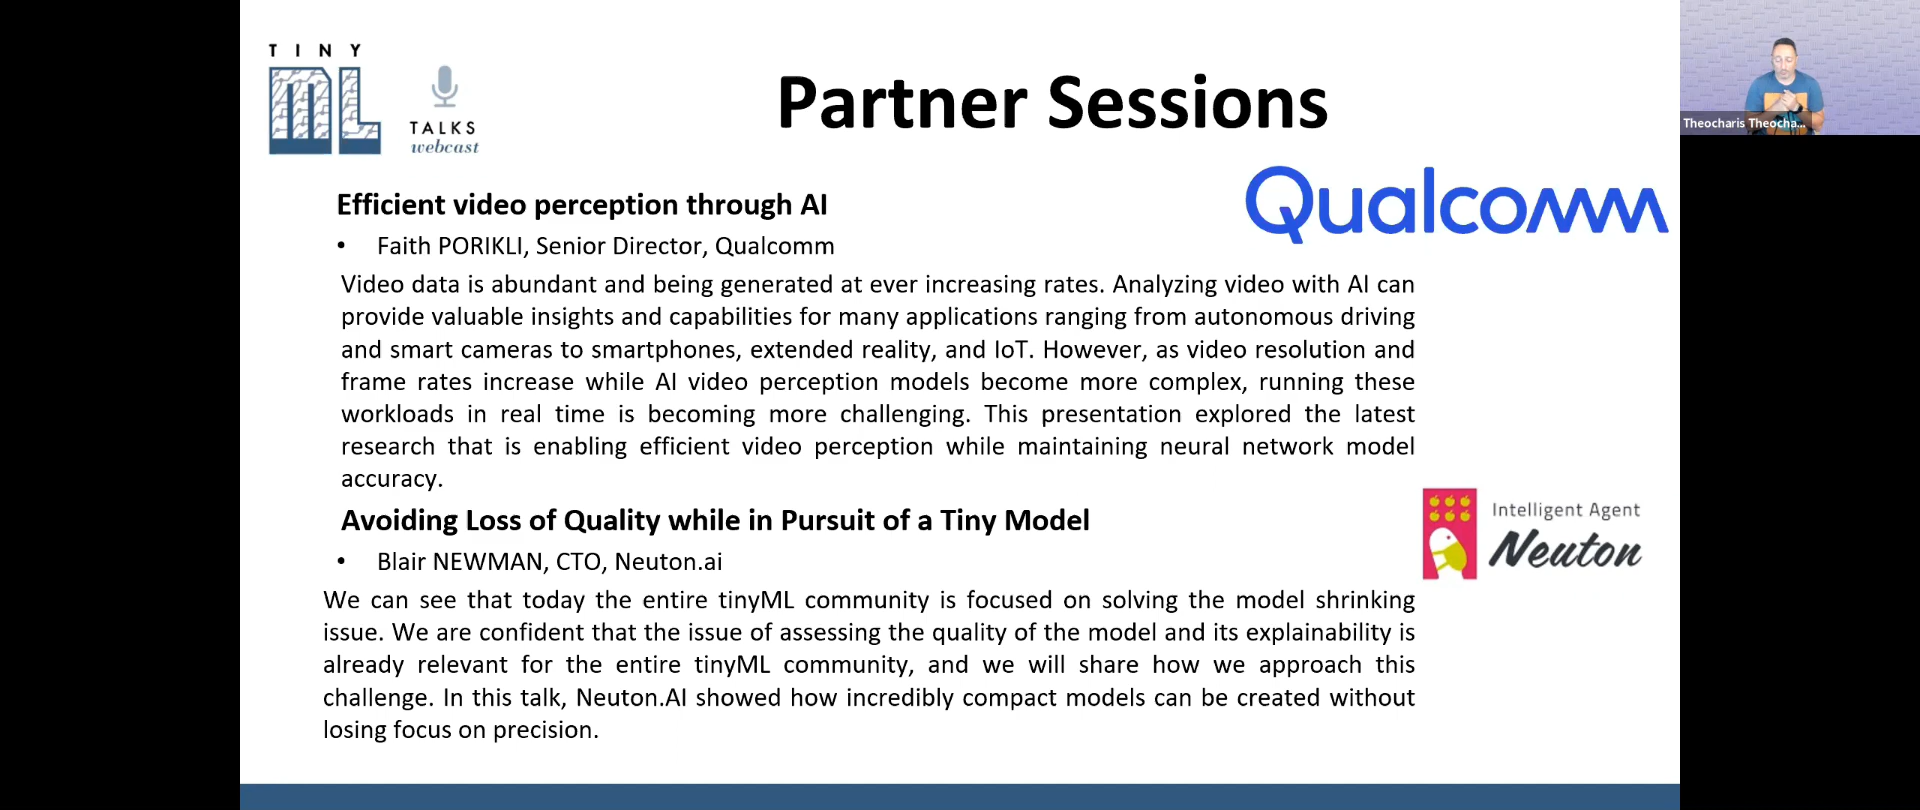 TINY
ML
TALKS
webcast
Partner Sessions
Theocharis Theocha...
Qualcomm
Efficient video perception through AI
• Faith PORIKLI, Senior Director, Qualcomm
Video data is abundant and being generated at ever increasing rates. Analyzing video with AI can
provide valuable insights and capabilities for many applications ranging from autonomous driving
and smart cameras to smartphones, extended reality, and IoT. However, as video resolution and
frame rates increase while AI video perception models become more complex, running these
workloads in real time is becoming more challenging. This presentation explored the latest
research that is enabling efficient video perception while maintaining neural network model
accuracy.
Avoiding Loss of Quality while in Pursuit of a Tiny Model
• Blair NEWMAN, CTO, Neuton.ai
Intelligent Agent
Neuton
We can see that today the entire tinyML community is focused on solving the model shrinking
issue. We are confident that the issue of assessing the quality of the model and its explainability is
already relevant for the entire tinyML community, and we will share how we approach this
challenge. In this talk, Neuton.AI showed how incredibly compact models can be created without
losing focus on precision.